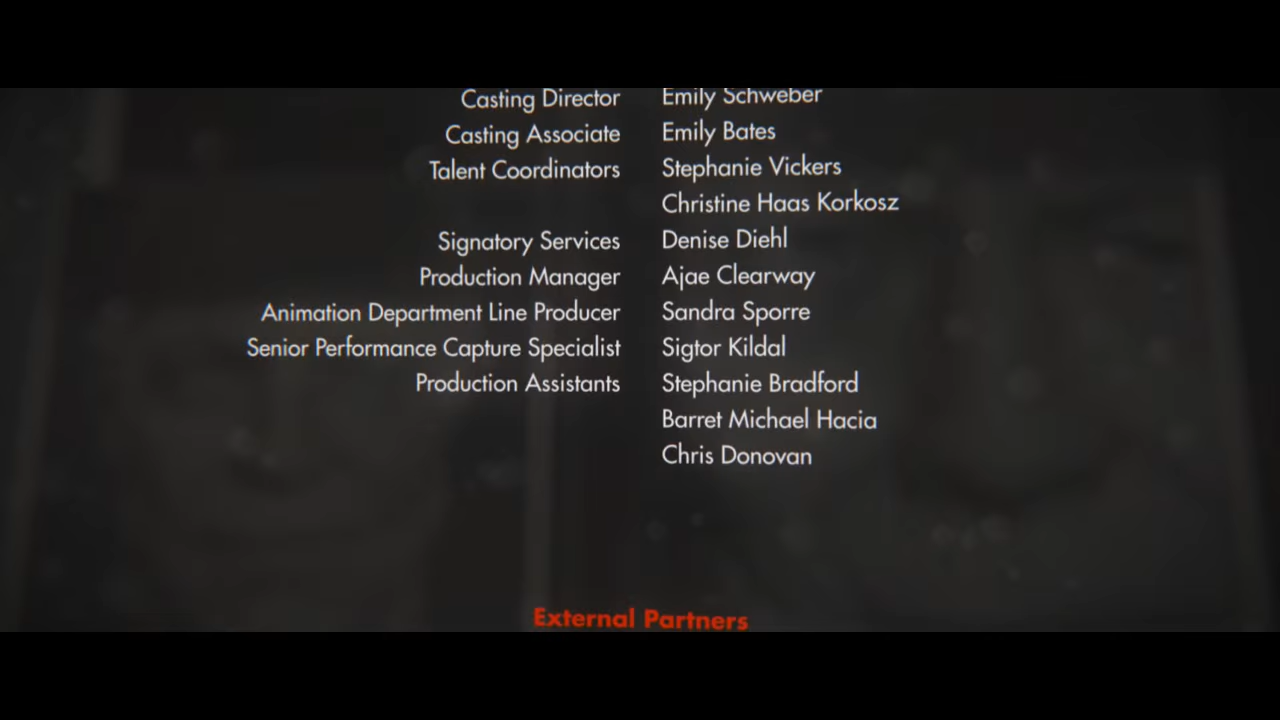 Casting Director Emily Schweber
Casting Associate Emily Bates
Talent Coordinators Stephanie Vickers
Christine Haas Korkosz
Signatory Services Denise Diehl
Production Manager Ajae Clearway
Animation Department Line Producer Sandra Sporre
Senior Performance Capture Specialist Sigtor Kildal
Production Assistants Stephanie Bradford
Barret Michael Hacia
Chris Donovan
External Partners